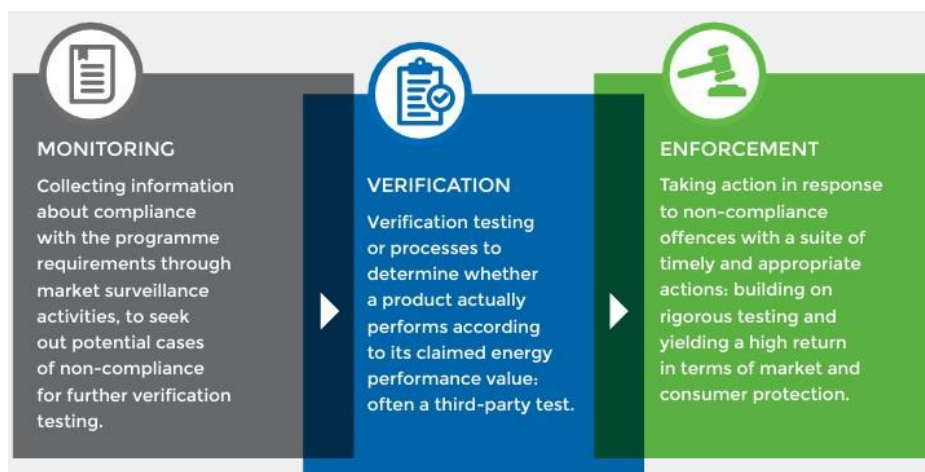 MONITORING
Collecting information
about compliance
with the programme
requirements through
market surveillance
activities, to seek
out potential cases
of non-compliance
for further verification
testing.
VERIFICATION
Verification testing
or processes to
determine whether
a product actually
performs according
to its claimed energy
performance value:
often a third-party test.
ENFORCEMENT
Taking action in response
to non-compliance
offences with a suite of
timely and appropriate
actions: building on
rigorous testing and
yielding a high return
in terms of market and
consumer protection.